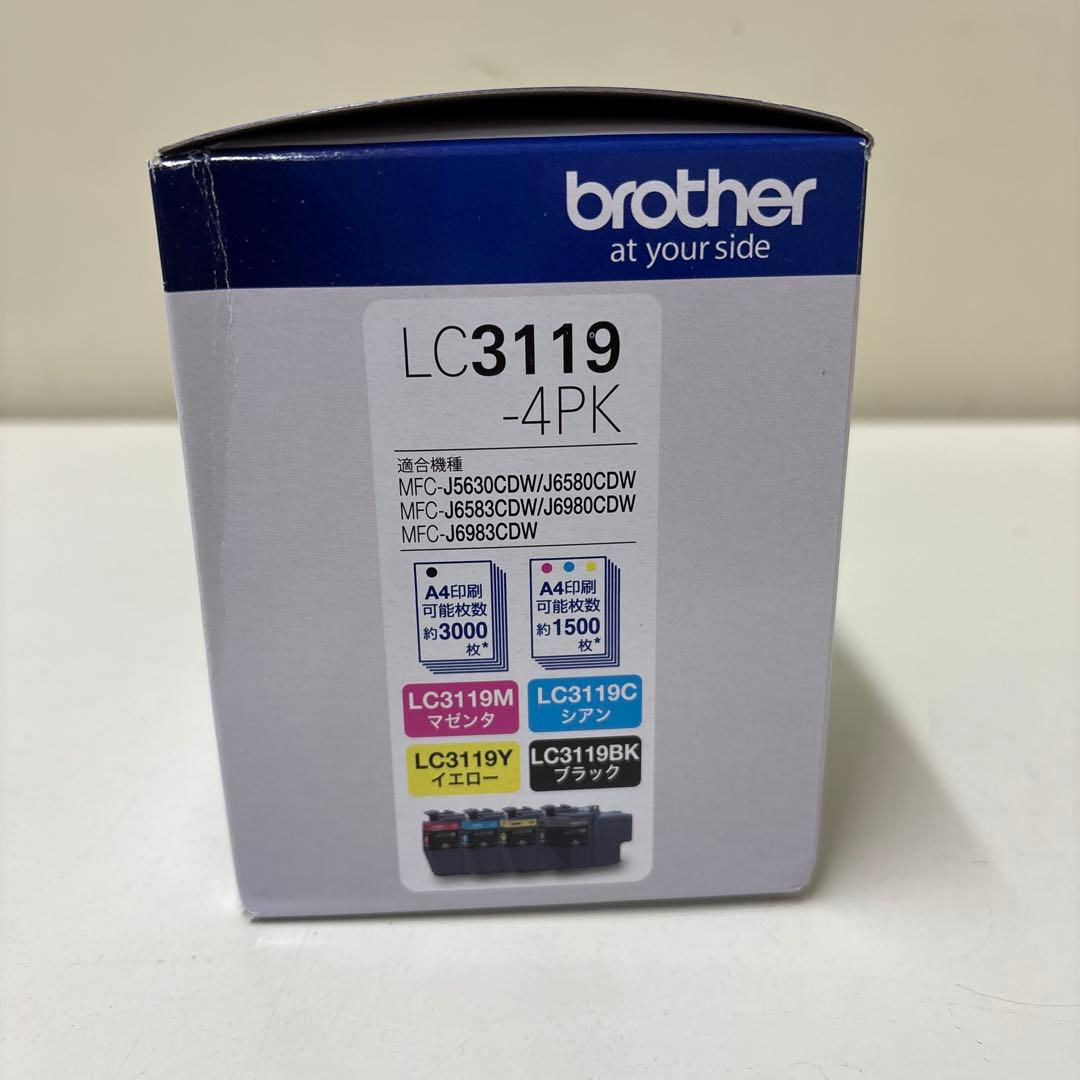 brother
at your side
LC3119
-4PK
適合機種
MFC-J5630CDW/J6580CDW
MFC-J6583CDW/J6980CDW
MFC-J6983CDW
A4印刷
可能枚数
約3000
枚*
A4印刷
可能枚数
約1500
枚*
LC3119M
マゼンタ
LC3119C
シアン
LC3119Y
イエロー
LC3119BK
ブラック